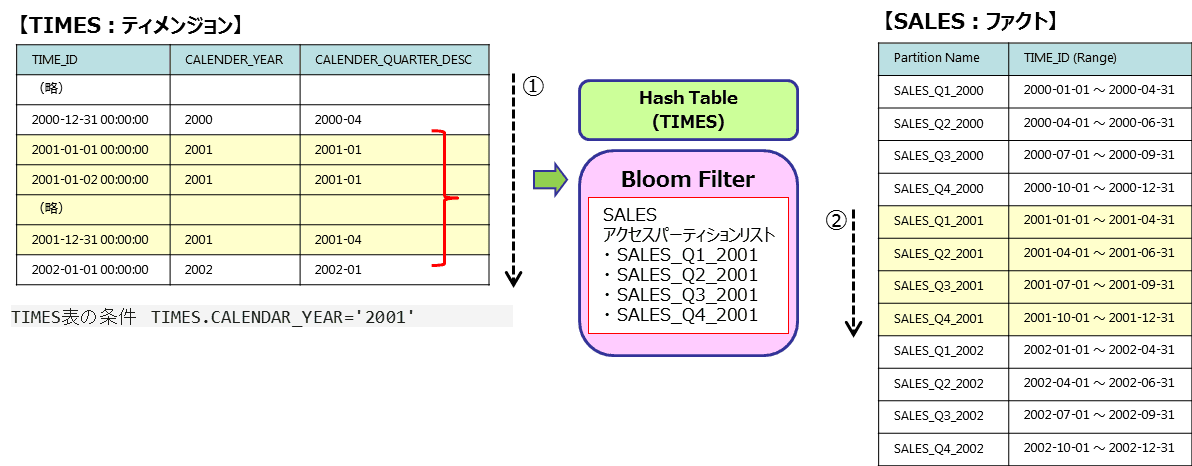 【TIMES：ティメンジョン】
TIME_ID CALENDER_YEAR CALENDER_QUARTER_DESC
（略）
2000-12-31 00:00:00 2000 2000-04
2001-01-01 00:00:00 2001 2001-01
2001-01-02 00:00:00 2001 2001-01
（略）
2001-12-31 00:00:00 2001 2001-04
2002-01-01 00:00:00 2002 2002-01
TIMES表の条件 TIMES.CALENDAR_YEAR='2001'
①
Hash Table
(TIMES)
Bloom Filter
SALES
アクセスパーティションリスト
・SALES_Q1_2001
・SALES_Q2_2001
・SALES_Q3_2001
・SALES_Q4_2001
②
【SALES：ファクト】
Partition Name TIME_ID (Range)
SALES_Q1_2000 2000-01-01 ～ 2000-04-31
SALES_Q2_2000 2000-04-01 ～ 2000-06-31
SALES_Q3_2000 2000-07-01 ～ 2000-09-31
SALES_Q4_2000 2000-10-01 ～ 2000-12-31
SALES_Q1_2001 2001-01-01 ～ 2001-04-31
SALES_Q2_2001 2001-04-01 ～ 2001-06-31
SALES_Q3_2001 2001-07-01 ～ 2001-09-31
SALES_Q4_2001 2001-10-01 ～ 2001-12-31
SALES_Q1_2002 2002-01-01 ～ 2002-04-31
SALES_Q2_2002 2002-04-01 ～ 2002-06-31
SALES_Q3_2002 2002-07-01 ～ 2002-09-31
SALES_Q4_2002 2002-10-01 ～ 2002-12-31